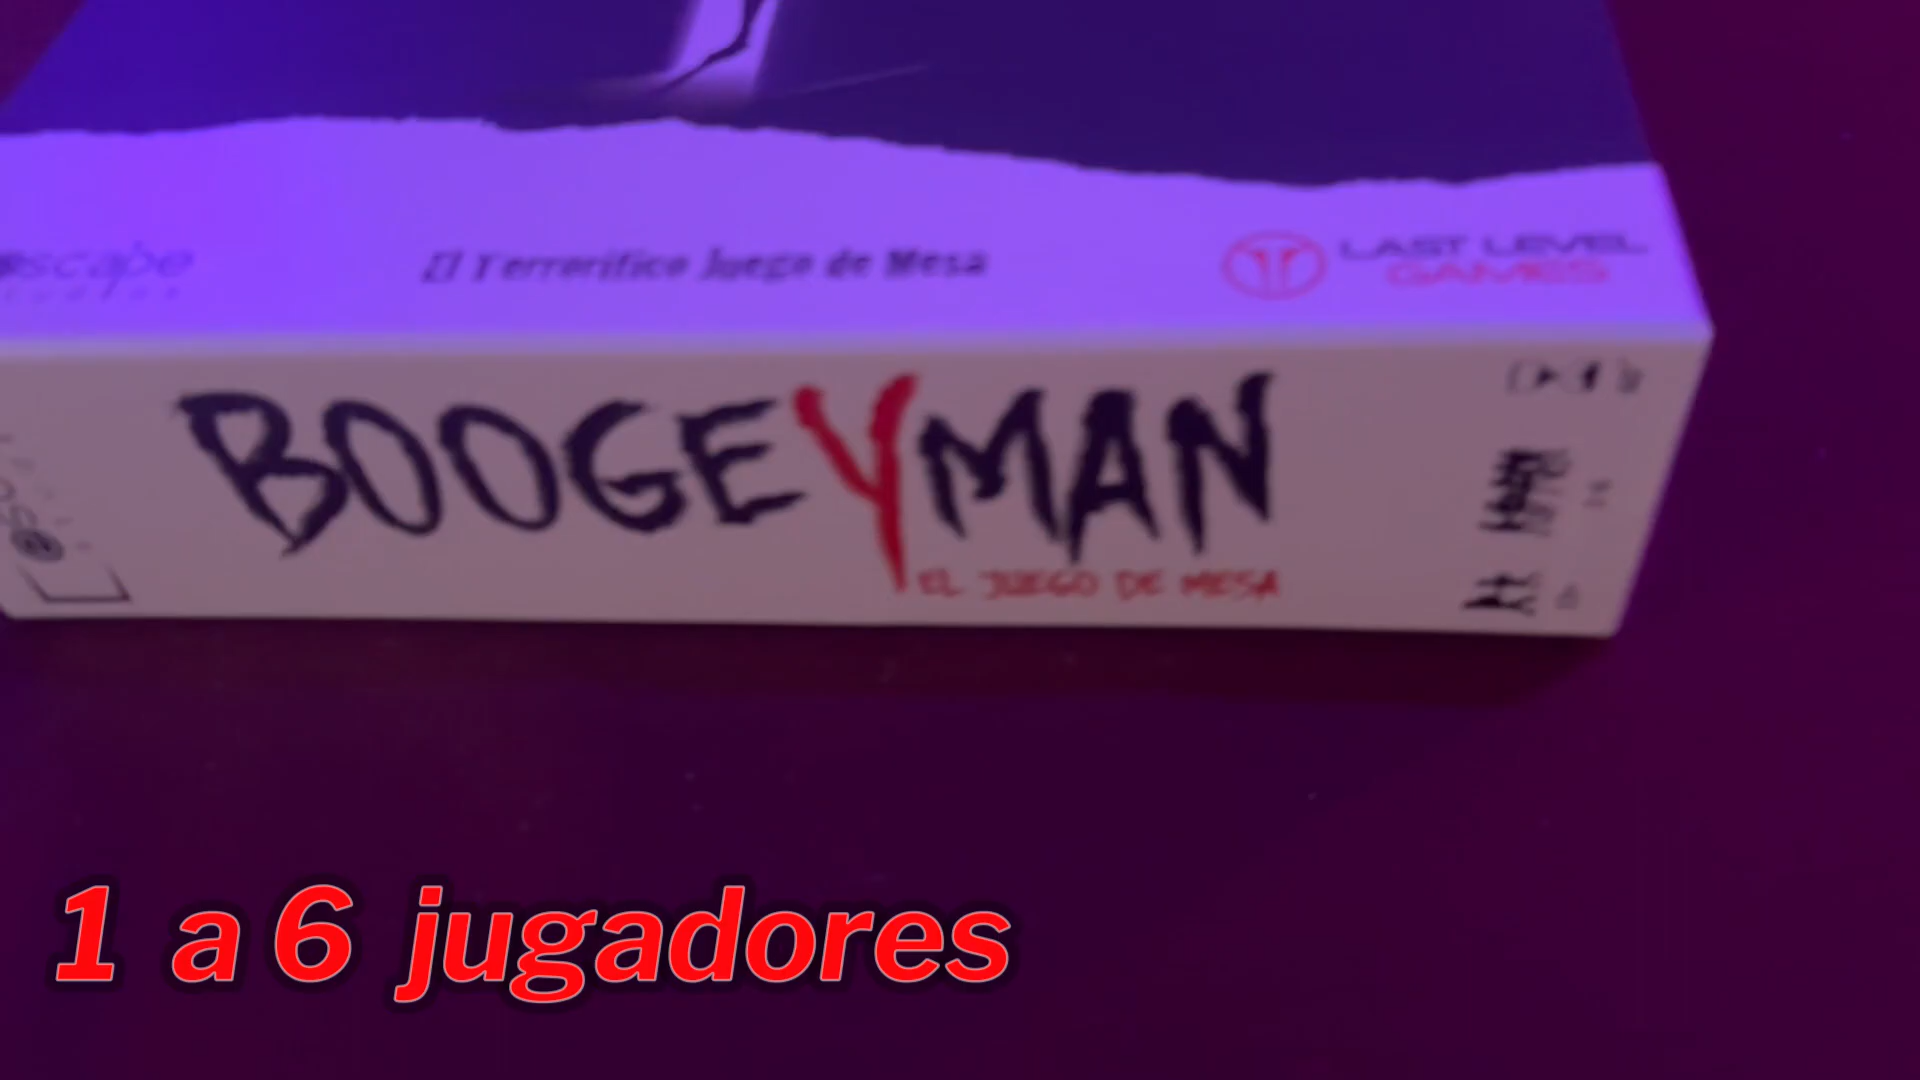 El Terrorífico Juego de Mesa
LAST LEVEL
GAMES
BOOGEYMAN
EL JUEGO DE MESA
1 a 6 jugadores